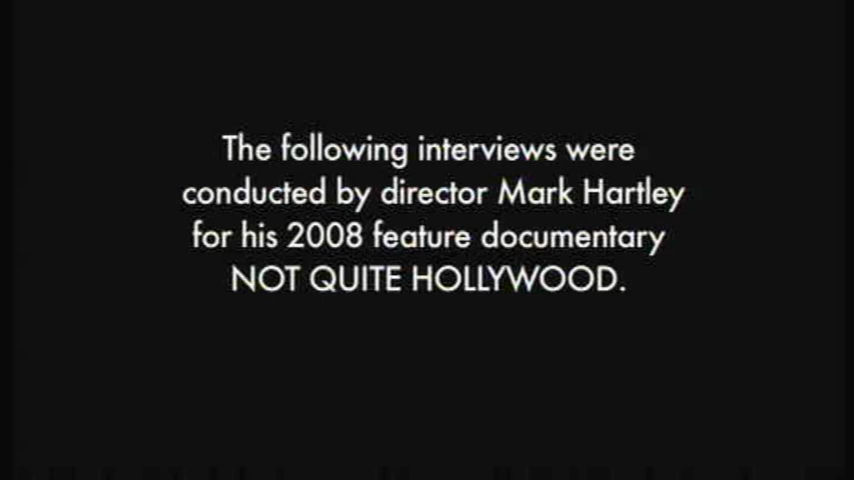 The following interviews were
conducted by director Mark Hartley
for his 2008 feature documentary
NOT QUITE HOLLYWOOD.